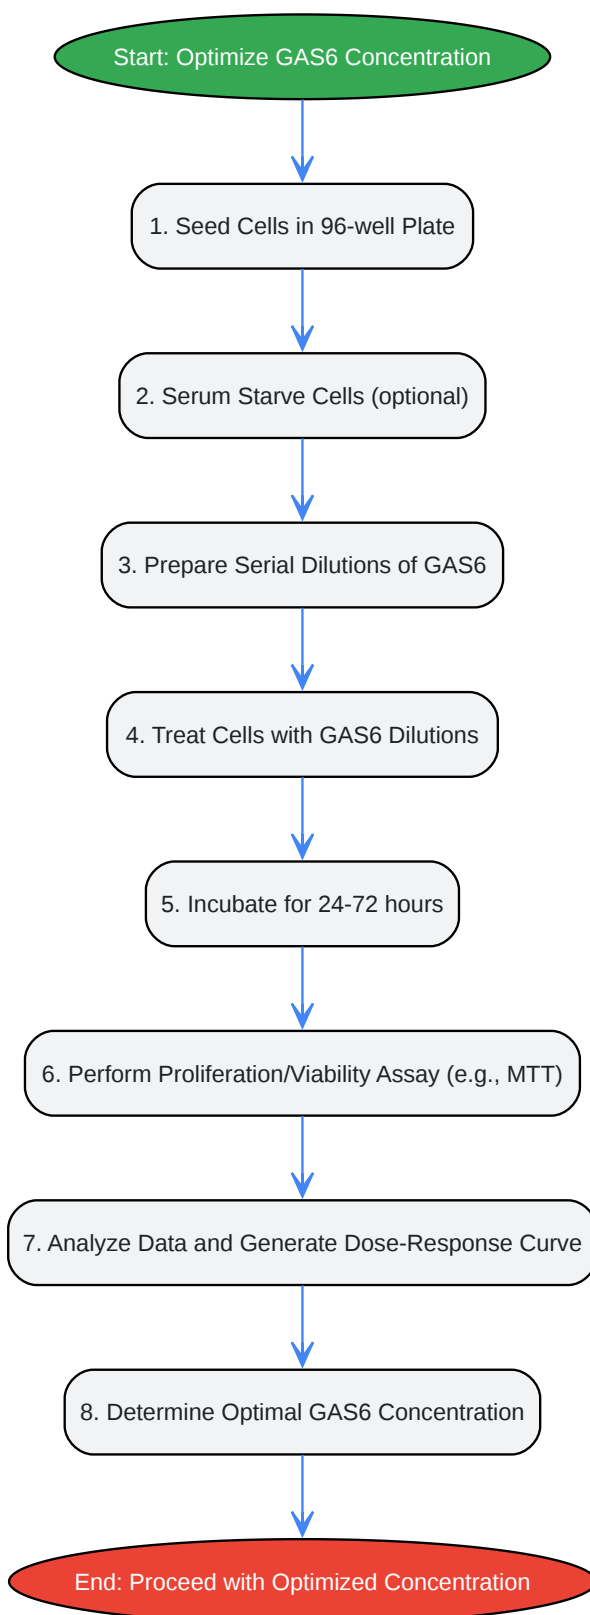 Start: Optimize GAS6 Concentration
1. Seed Cells in 96-well Plate
2. Serum Starve Cells (optional)
3. Prepare Serial Dilutions of GAS6
4. Treat Cells with GAS6 Dilutions
5. Incubate for 24-72 hours
6. Perform Proliferation/Viability Assay (e.g., MTT)
7. Analyze Data and Generate Dose-Response Curve
8. Determine Optimal GAS6 Concentration
End: Proceed with Optimized Concentration